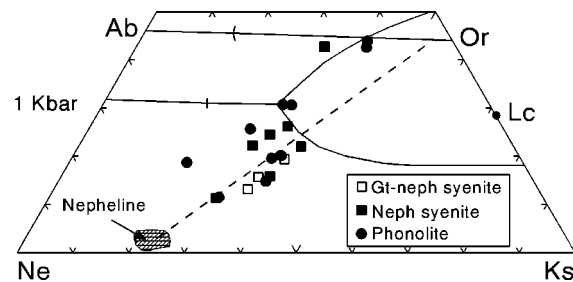 Ab
Or
1 Kbar
Lc
Nepheline
Gt-neph syenite
Neph syenite
Phonolite
Ne
Ks